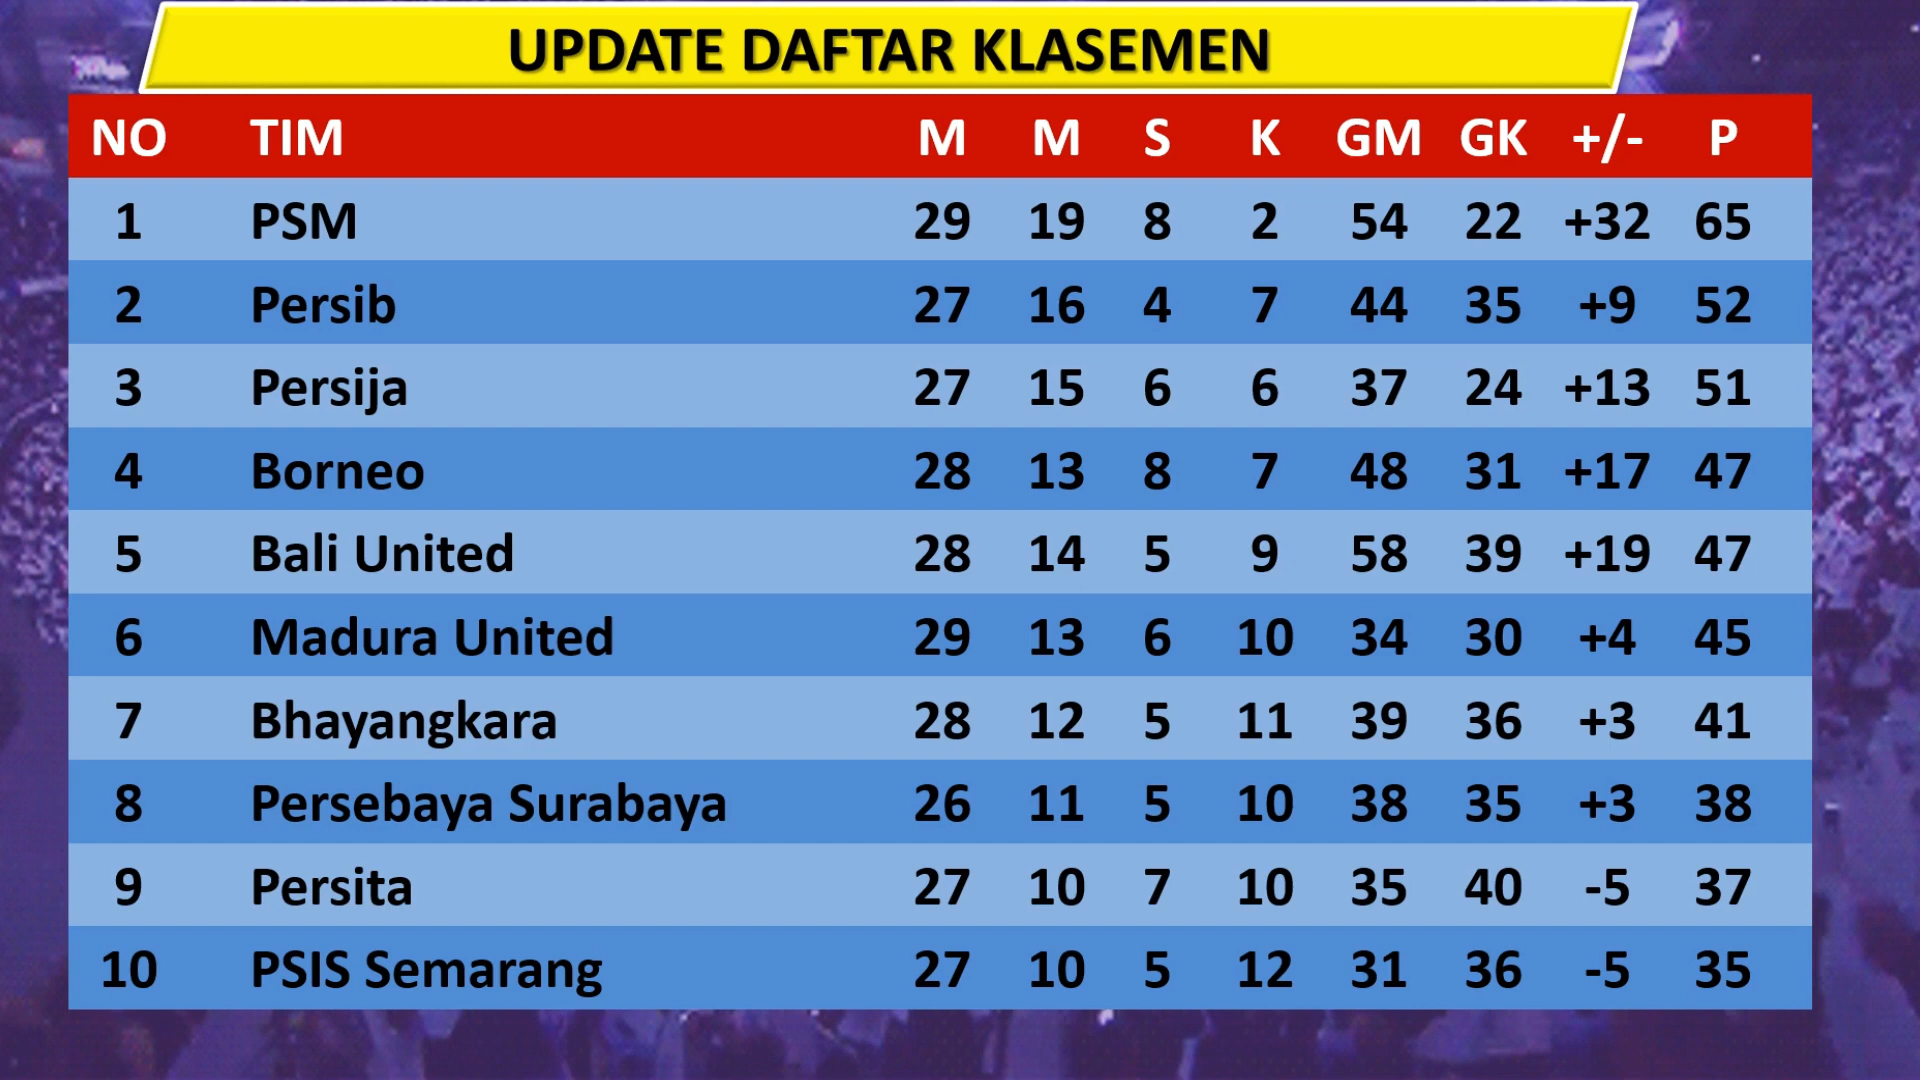 UPDATE DAFTAR KLASEMEN
NO TIM M M S K GM GK +/- P
1 PSM 29 19 8 2 54 22 +32 65
2 Persib 27 16 4 7 44 35 +9 52
3 Persija 27 15 6 6 37 24 +13 51
4 Borneo 28 13 8 7 48 31 +17 47
5 Bali United 28 14 5 9 58 39 +19 47
6 Madura United 29 13 6 10 34 30 +4 45
7 Bhayangkara 28 12 5 11 39 36 +3 41
8 Persebaya Surabaya 26 11 5 10 38 35 +3 38
9 Persita 27 10 7 10 35 40 -5 37
10 PSIS Semarang 27 10 5 12 31 36 -5 35